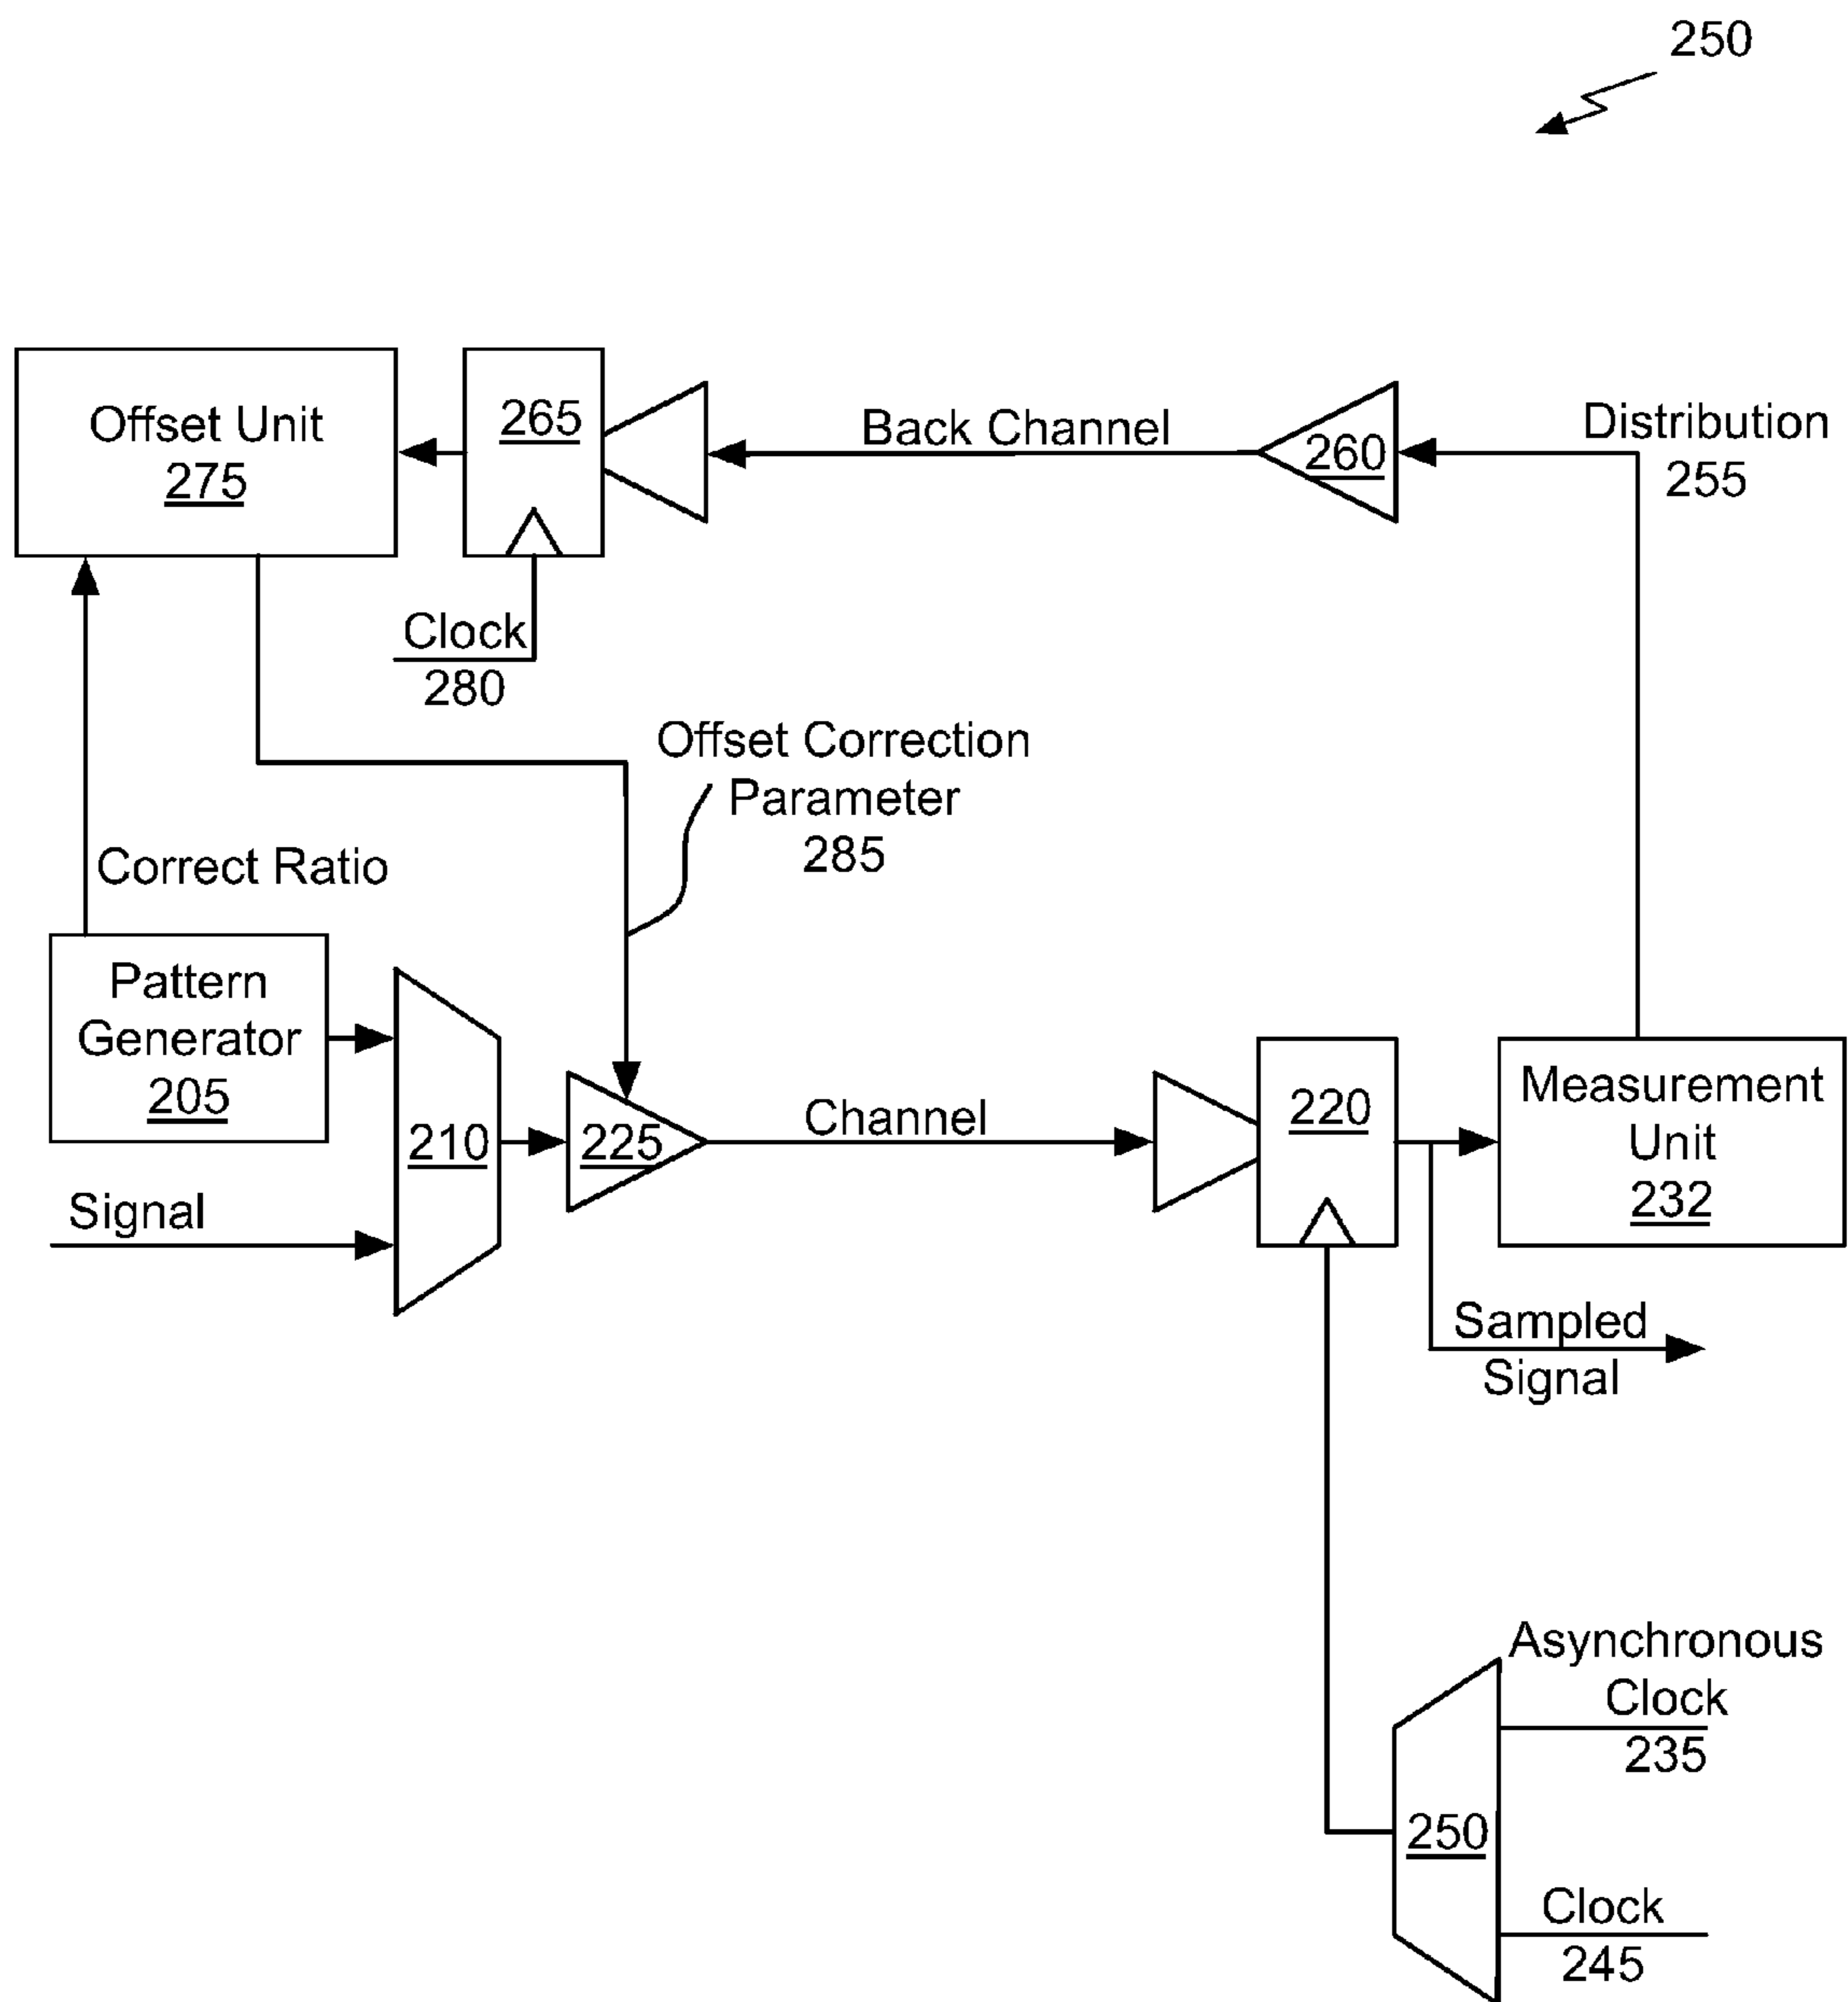 250
Offset Unit
275
265
Back Channel
260
Distribution
255
Clock
280
Offset Correction
Parameter
285
Correct Ratio
Pattern
Generator
205
210
225
Channel
220
Measurement
Unit
232
Signal
Sampled
Signal
Asynchronous
Clock
235
250
Clock
245